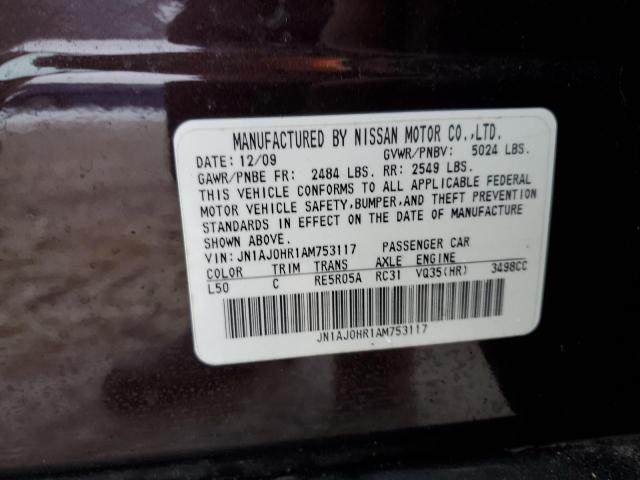 MANUFACTURED BY NISSAN MOTOR CO.,LTD.
DATE: 12/09 GVWR/PNBV: 5024 LBS.
GAWR/PNBE FR: 2484 LBS. RR: 2549 LBS.
THIS VEHICLE CONFORMS TO ALL APPLICABLE FEDERAL
MOTOR VEHICLE SAFETY,BUMPER,AND THEFT PREVENTION
STANDARDS IN EFFECT ON THE DATE OF MANUFACTURE
SHOWN ABOVE.
VIN: JN1AJ0HR1AM753117 PASSENGER CAR
COLOR TRIM TRANS AXLE ENGINE
L50 C RE5R05A RC31 VQ35(HR) 3498CC
JN1AJ0HR1AM753117